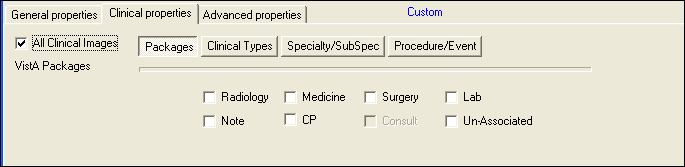 General properties Clinical properties Advanced properties Custom
All Clinical Images Packages Clinical Types Specialty/SubSpec Procedure/Event
VistA Packages
Radiology Medicine Surgery Lab
Note CP Consult Un-Associated